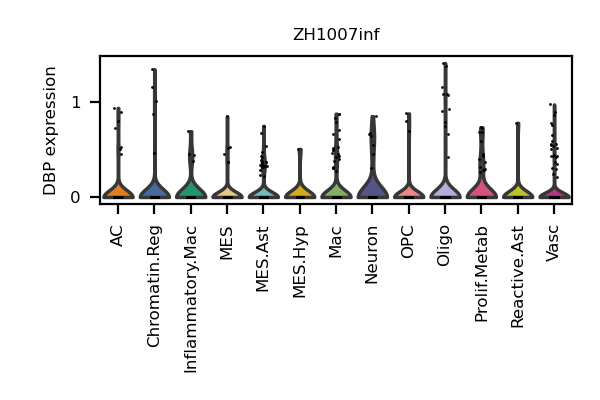 ZH1007inf
DBP expression
1
0
AC
Chromatin.Reg
Inflammatory.Mac
MES
MES.Ast
MES.Hyp
Mac
Neuron
OPC
Oligo
Prolif.Metab
Reactive.Ast
Vasc